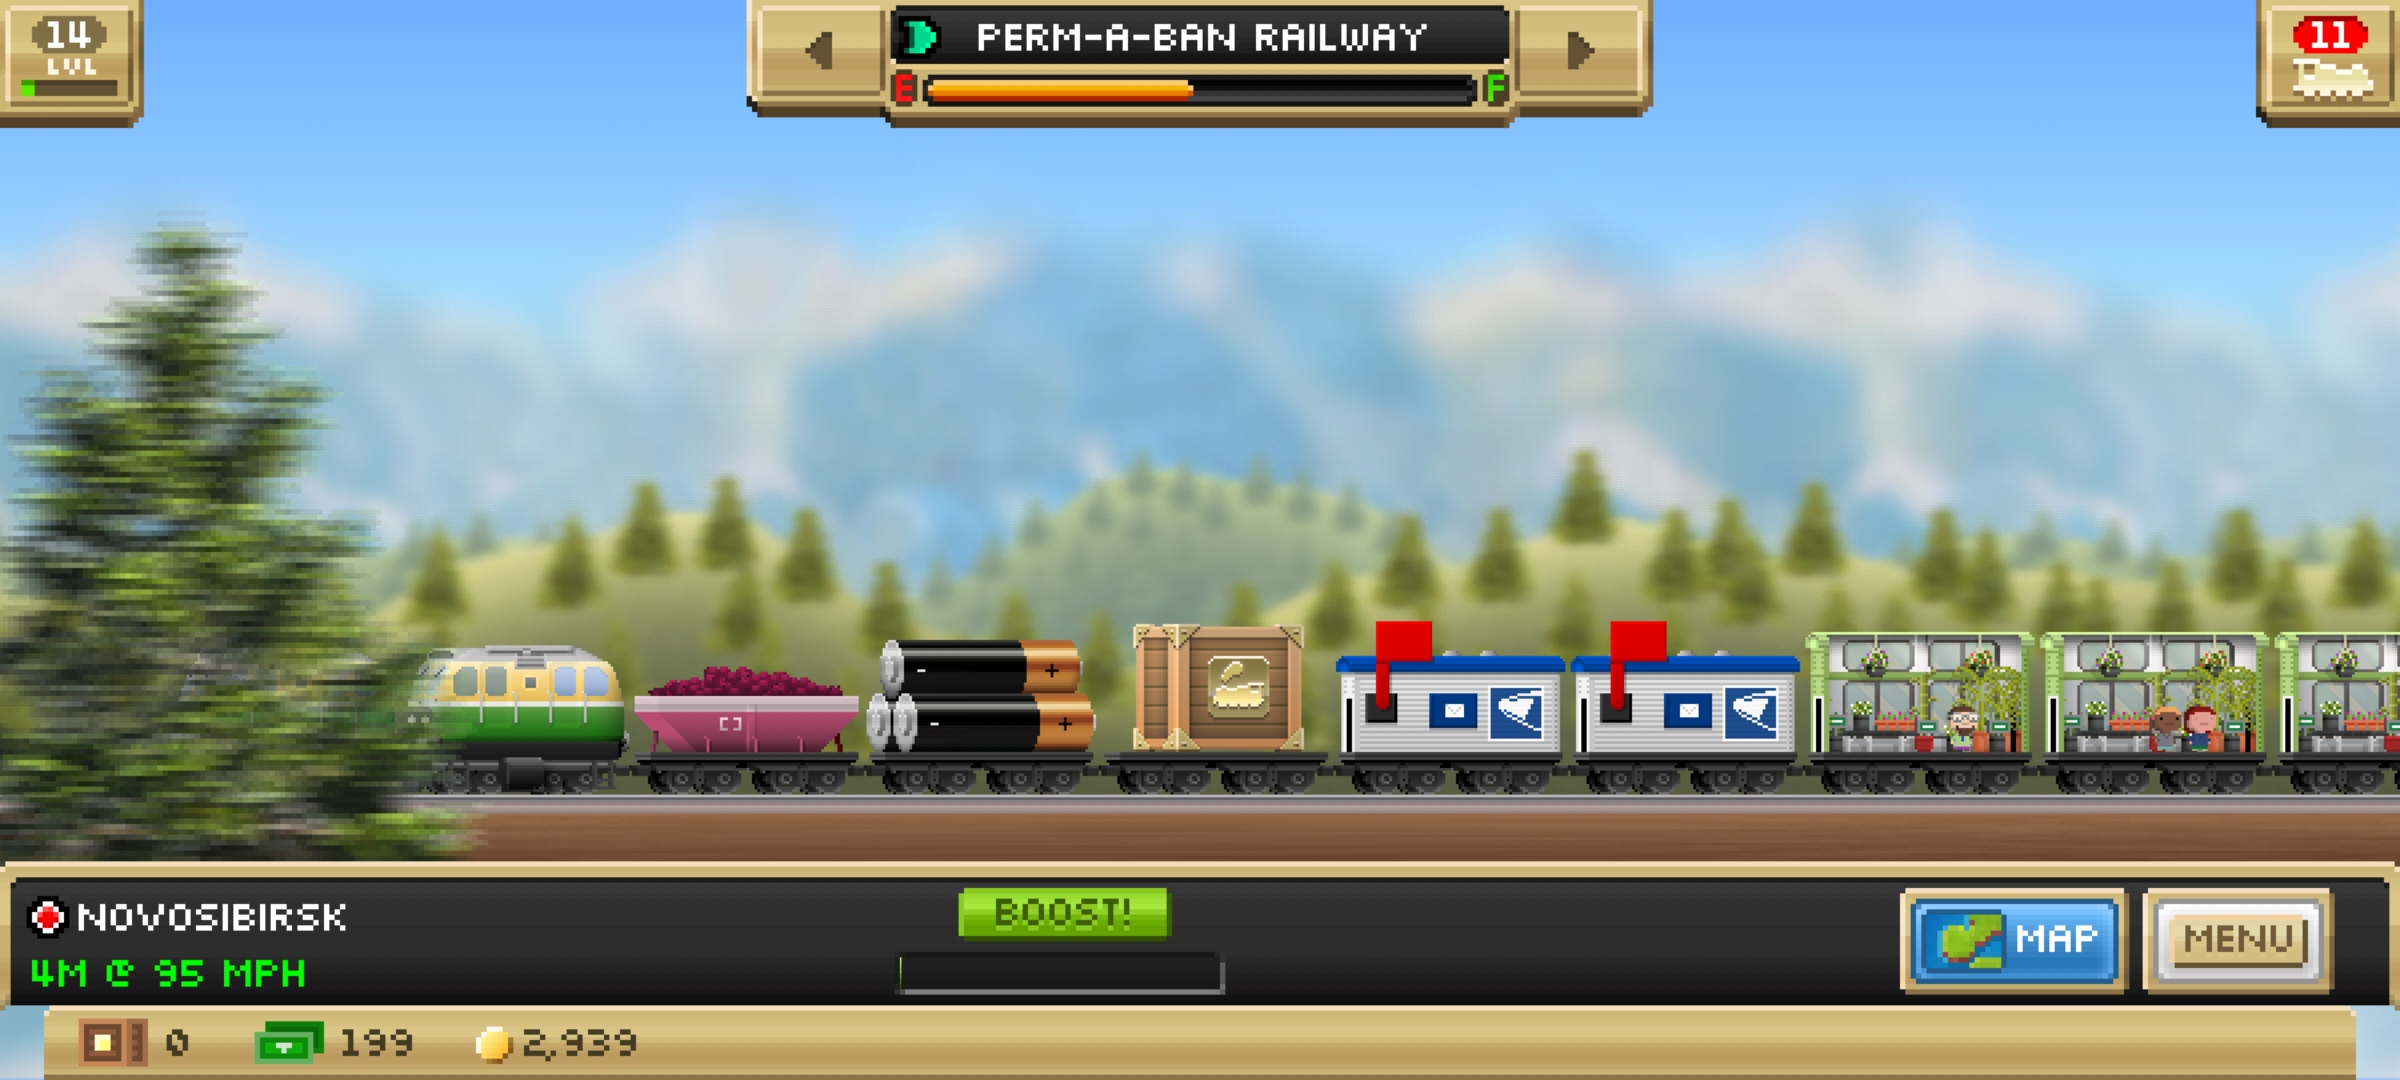 14
LVL
PERM-A-BAN RAILWAY
E F
11
- +
- +
NOVOSIBIRSK
4M @ 95 MPH
BOOST!
MAP
MENU
0 199 2,939